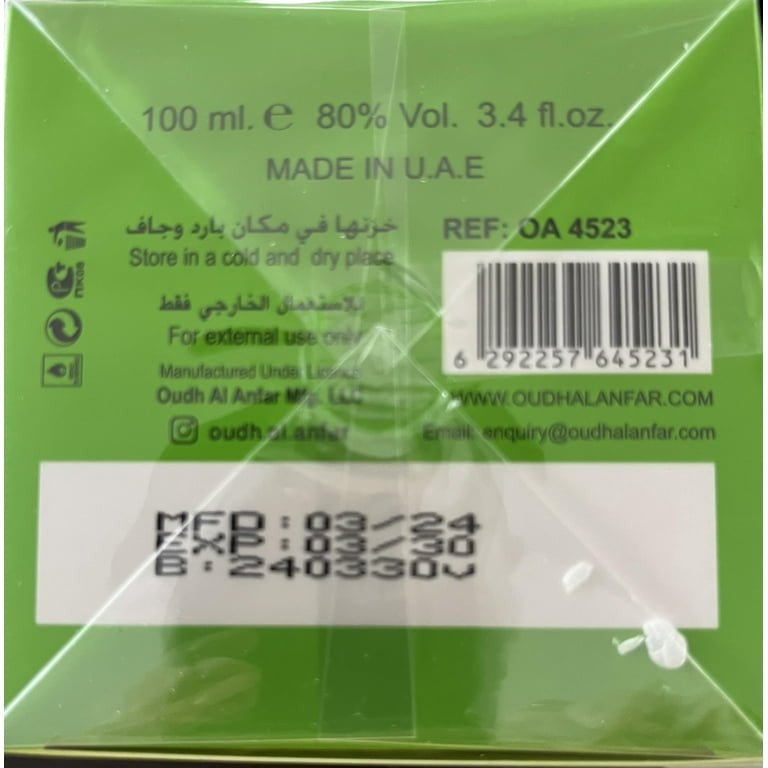 100 ml. e 80% Vol. 3.4 fl.oz.
MADE IN U.A.E
خزنها في مكان بارد وجاف
Store in a cold and dry place
للاستعمال الخارجي فقط
For external use only
Manufactured Under Licence
Oudh Al Anfar Mfg. LLC
oudh.al.anfar
REF: OA 4523
6 292257 645231
WWW.OUDHALANFAR.COM
Email: enquiry@oudhalanfar.com
MFD:03/24
EXP:03/30
B:240330V